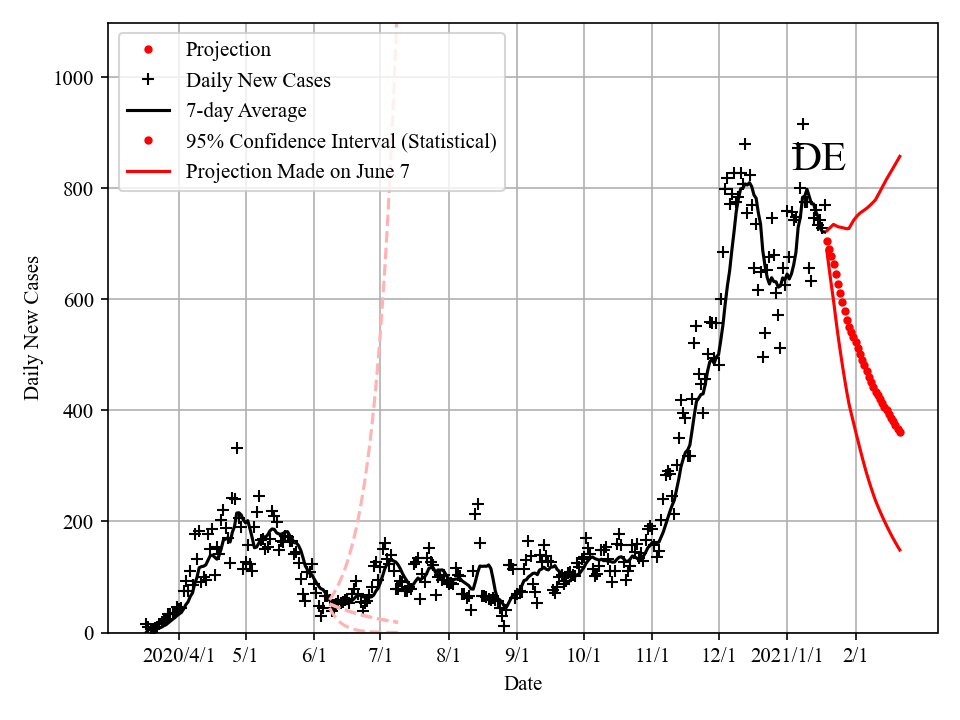 Projection
Daily New Cases
7-day Average
95% Confidence Interval (Statistical)
Projection Made on June 7
DE
1000
800
600
400
200
0
Daily New Cases
2020/4/1 5/1 6/1 7/1 8/1 9/1 10/1 11/1 12/1 2021/1/1 2/1
Date